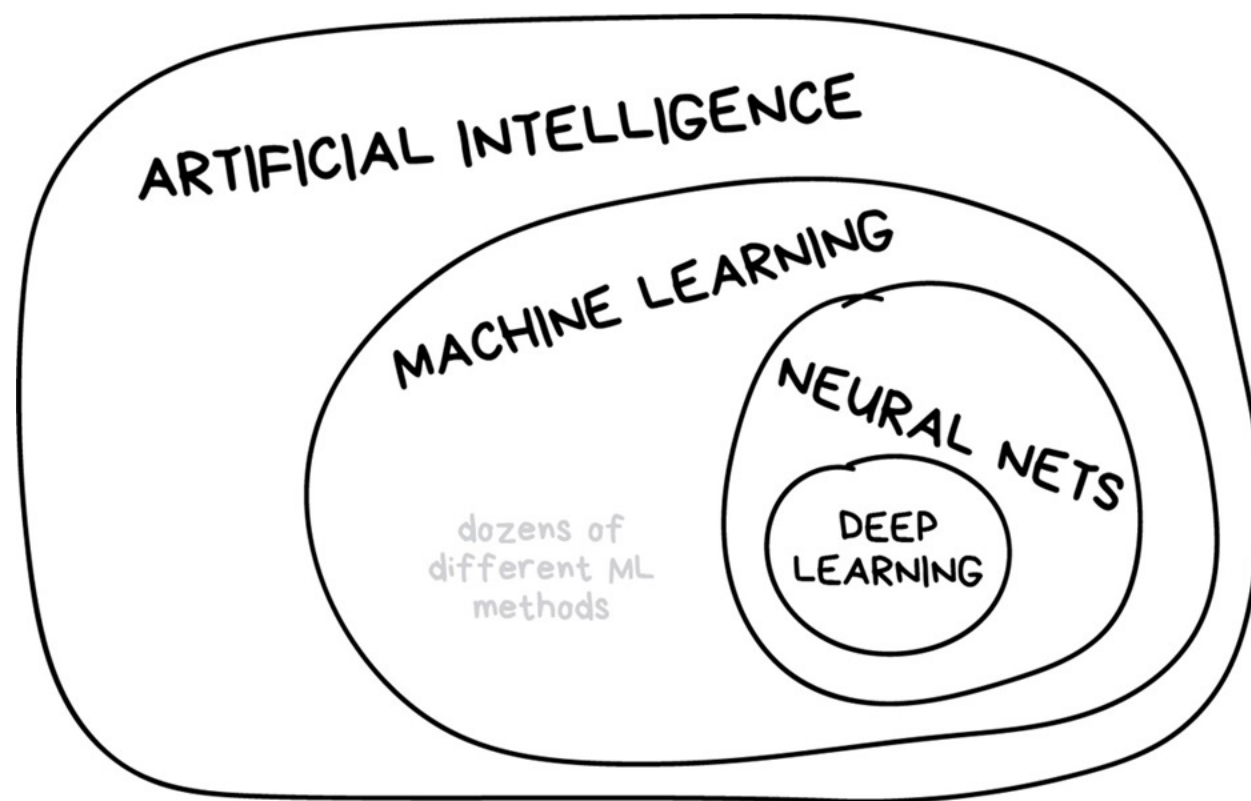 ARTIFICIAL INTELLIGENCE
MACHINE LEARNING
NEURAL NETS
DEEP
LEARNING
dozens of
different ML
methods